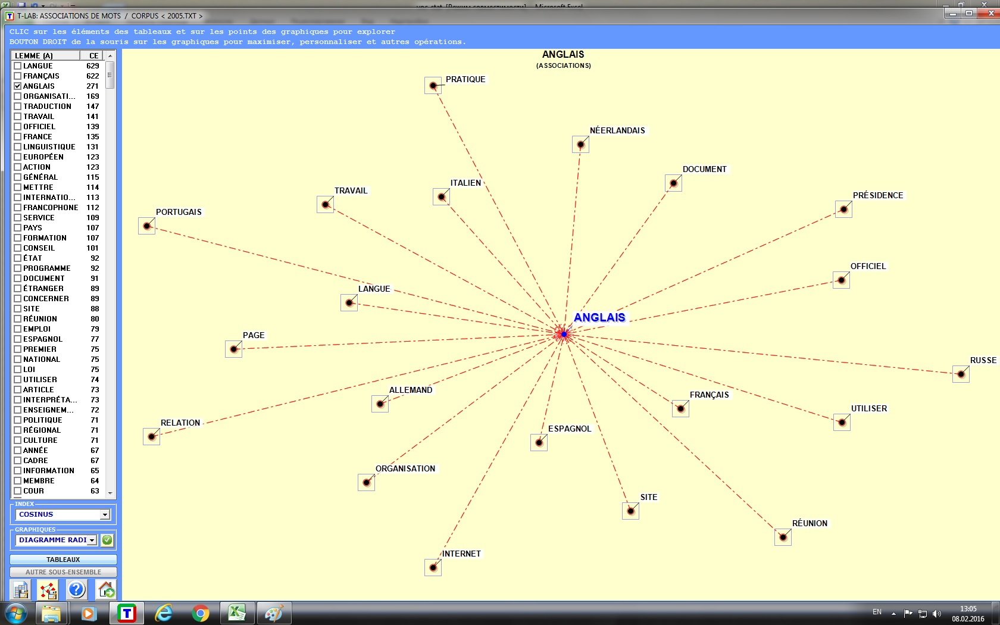 T-LAB: ASSOCIATIONS DE MOTS / CORPUS < 2005.TXT >
CLIC sur les éléments des tableaux et sur les points des graphiques pour explorer
BOUTON DROIT de la souris sur les graphiques pour maximiser, personnaliser et autres opérations.
LEMME (A) CE
LANGUE 629
FRANÇAIS 622
ANGLAIS 271
ORGANISATI... 169
TRADUCTION 147
TRAVAIL 141
OFFICIEL 139
FRANCE 135
LINGUISTIQUE 131
EUROPÉEN 123
ACTION 123
GÉNÉRAL 115
METTRE 114
INTERNATIO... 113
FRANCOPHONE 112
SERVICE 109
PAYS 107
FORMATION 107
CONSEIL 101
ÉTAT 92
PROGRAMME 92
DOCUMENT 91
ÉTRANGER 89
CONCERNER 89
SITE 88
RÉUNION 80
EMPLOI 79
ESPAGNOL 77
PREMIER 75
NATIONAL 75
LOI 75
UTILISER 74
ARTICLE 73
INTERPRÉTA... 73
ENSEIGNEM... 72
POLITIQUE 71
RÉGIONAL 71
CULTURE 71
ANNÉE 67
CADRE 67
INFORMATION 65
MEMBRE 64
COUR 63
INDEX
COSINUS
GRAPHIQUES
DIAGRAMME RADI
TABLEAUX
AUTRE SOUS-ENSEMBLE
ANGLAIS
(ASSOCIATIONS)
PRATIQUE
NÉERLANDAIS
DOCUMENT
ITALIEN
TRAVAIL
PRÉSIDENCE
PORTUGAIS
OFFICIEL
LANGUE
ANGLAIS
PAGE
RUSSE
ALLEMAND
FRANÇAIS
UTILISER
RELATION
ESPAGNOL
ORGANISATION
SITE
RÉUNION
INTERNET
EN
13:05
08.02.2016